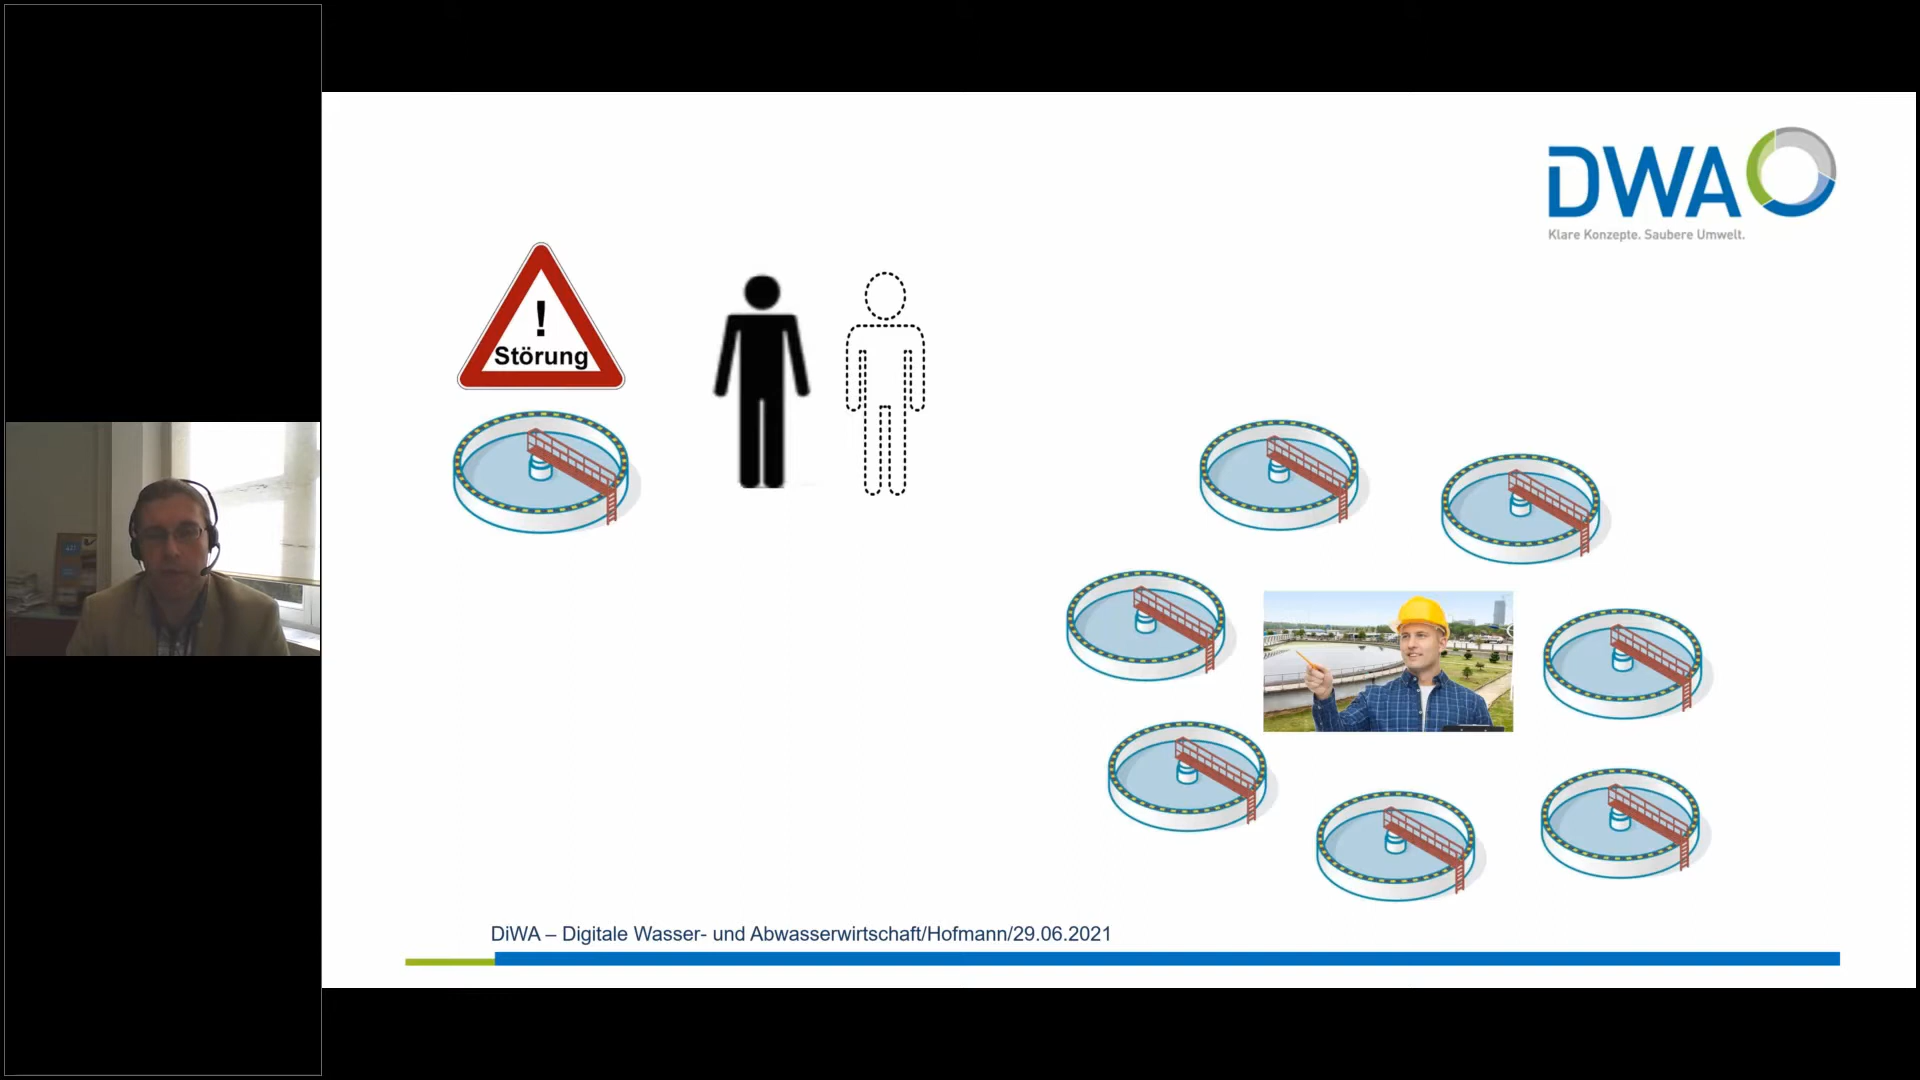 DWA
Klare Konzepte. Saubere Umwelt.
!
Störung
DiWA – Digitale Wasser- und Abwasserwirtschaft/Hofmann/29.06.2021